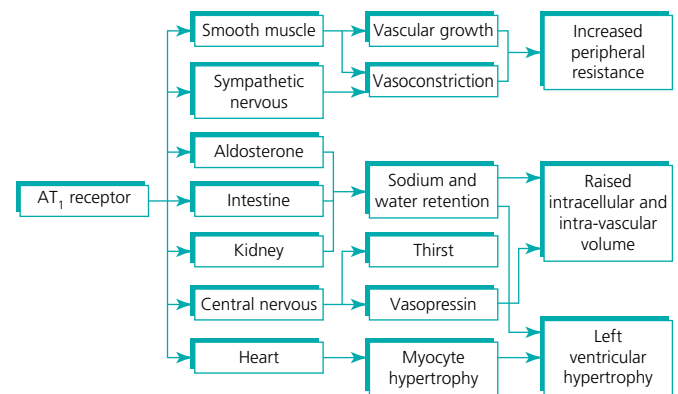 AT1 receptor
Smooth muscle
Sympathetic
nervous
Aldosterone
Intestine
Kidney
Central nervous
Heart
Vascular growth
Vasoconstriction
Sodium and
water retention
Thirst
Vasopressin
Myocyte
hypertrophy
Increased
peripheral
resistance
Raised
intracellular and
intra-vascular
volume
Left
ventricular
hypertrophy